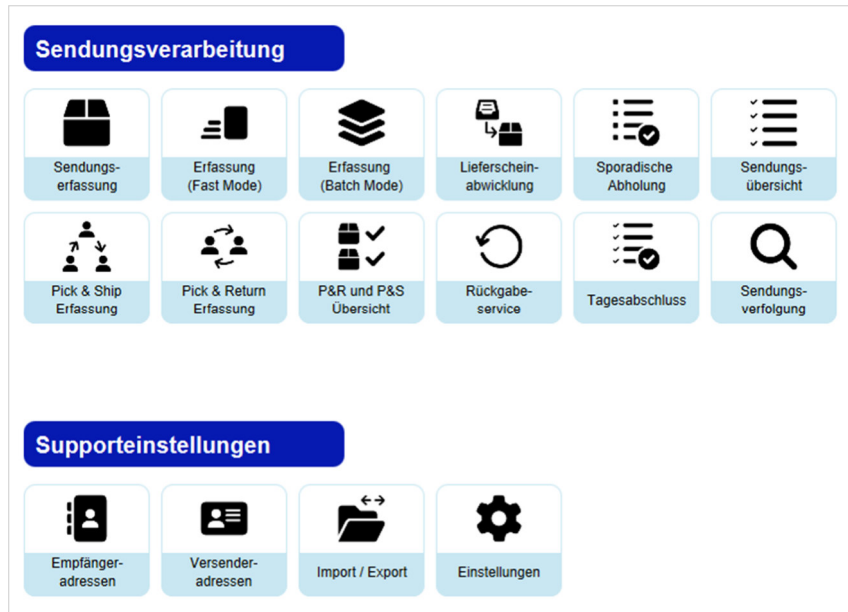 Sendungsverarbeitung
Sendungs-
erfassung
Erfassung
(Fast Mode)
Erfassung
(Batch Mode)
Lieferschein-
abwicklung
Sporadische
Abholung
Sendungs-
übersicht
Pick & Ship
Erfassung
Pick & Return
Erfassung
P&R und P&S
Übersicht
Rückgabe-
service
Tagesabschluss
Sendungs-
verfolgung
Supporteinstellungen
Empfänger-
adressen
Versender-
adressen
Import / Export
Einstellungen